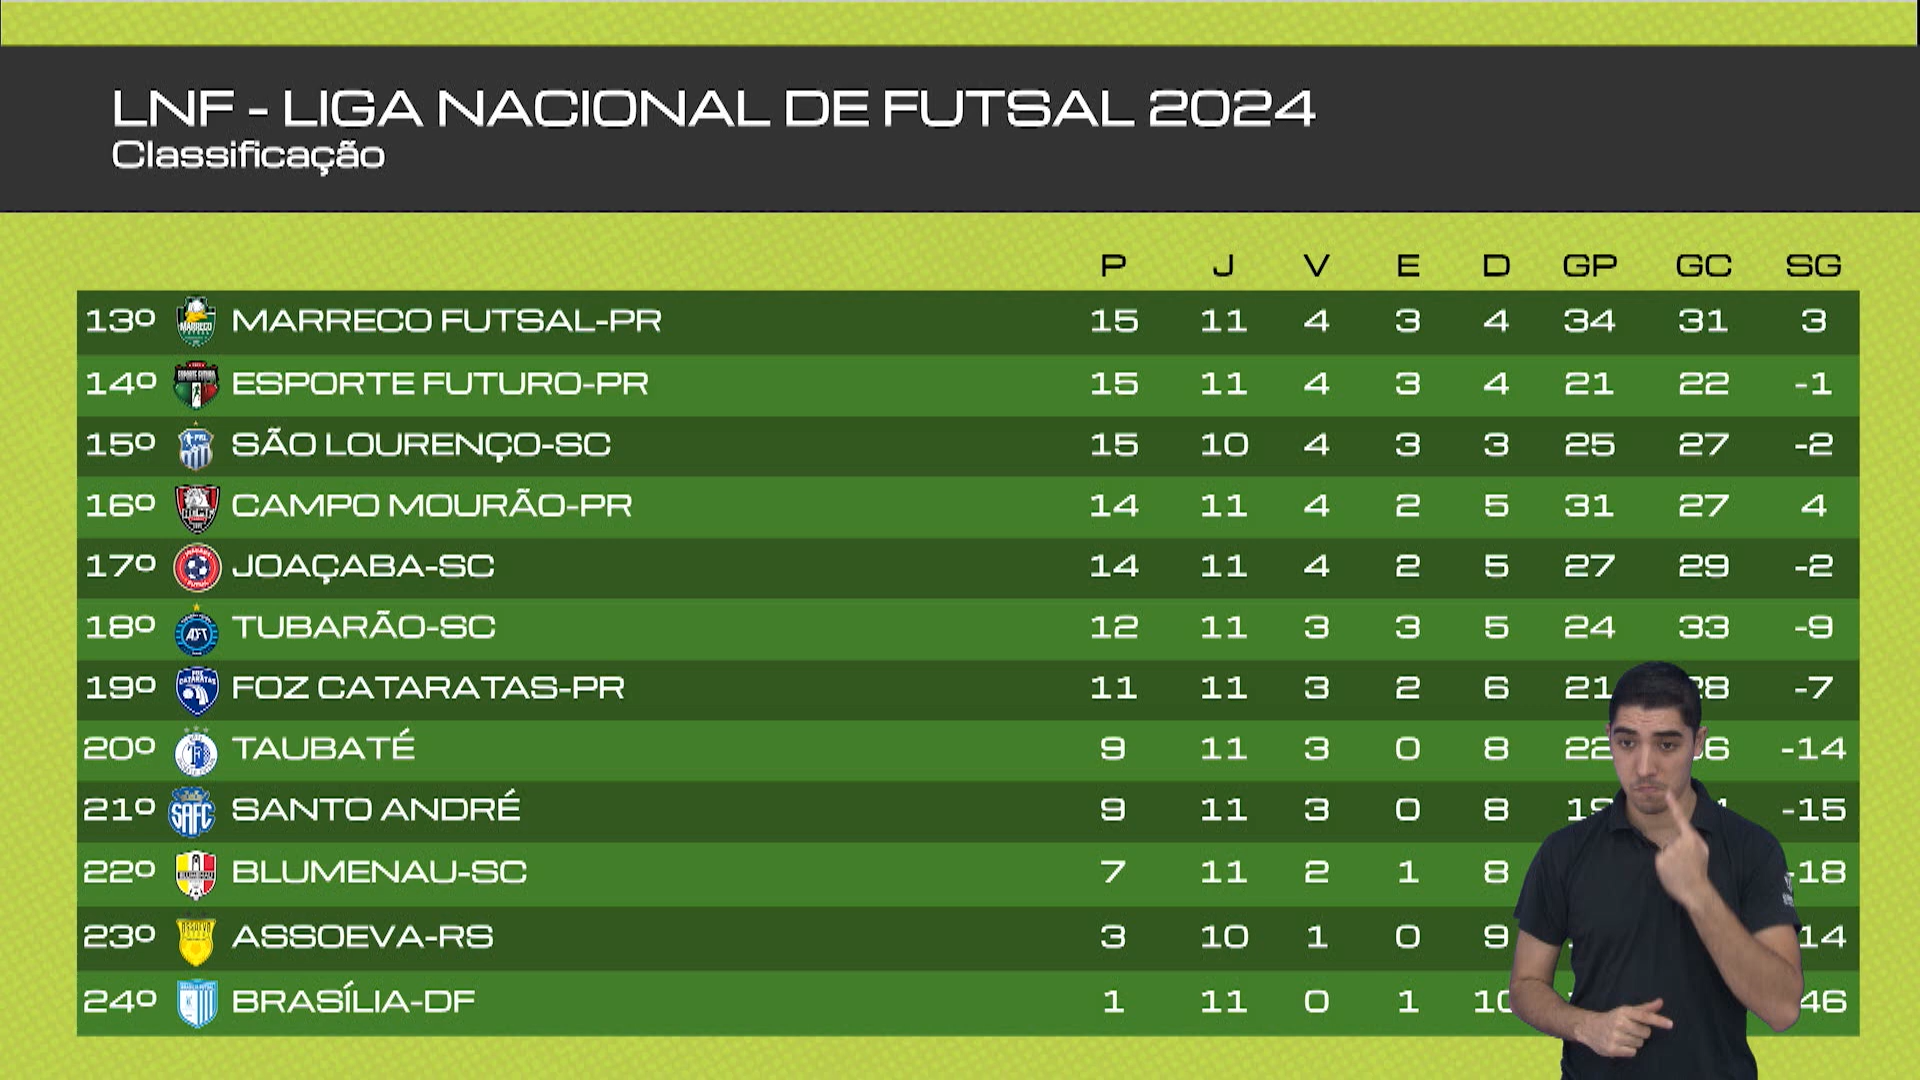 LNF - LIGA NACIONAL DE FUTSAL 2024
Classificação
P J V E D GP GC SG
13º MARRECO FUTSAL-PR 15 11 4 3 4 34 31 3
14º ESPORTE FUTURO-PR 15 11 4 3 4 21 22 -1
15º SÃO LOURENÇO-SC 15 10 4 3 3 25 27 -2
16º CAMPO MOURÃO-PR 14 11 4 2 5 31 27 4
17º JOAÇABA-SC 14 11 4 2 5 27 29 -2
18º TUBARÃO-SC 12 11 3 3 5 24 33 -9
19º FOZ CATARATAS-PR 11 11 3 2 6 21 28 -7
20º TAUBATÉ 9 11 3 0 8 22 -14
21º SANTO ANDRÉ 9 11 3 0 8 19 -15
22º BLUMENAU-SC 7 11 2 1 8 -18
23º ASSOEVA-RS 3 10 1 0 9
24º BRASÍLIA-DF 1 11 0 1 10